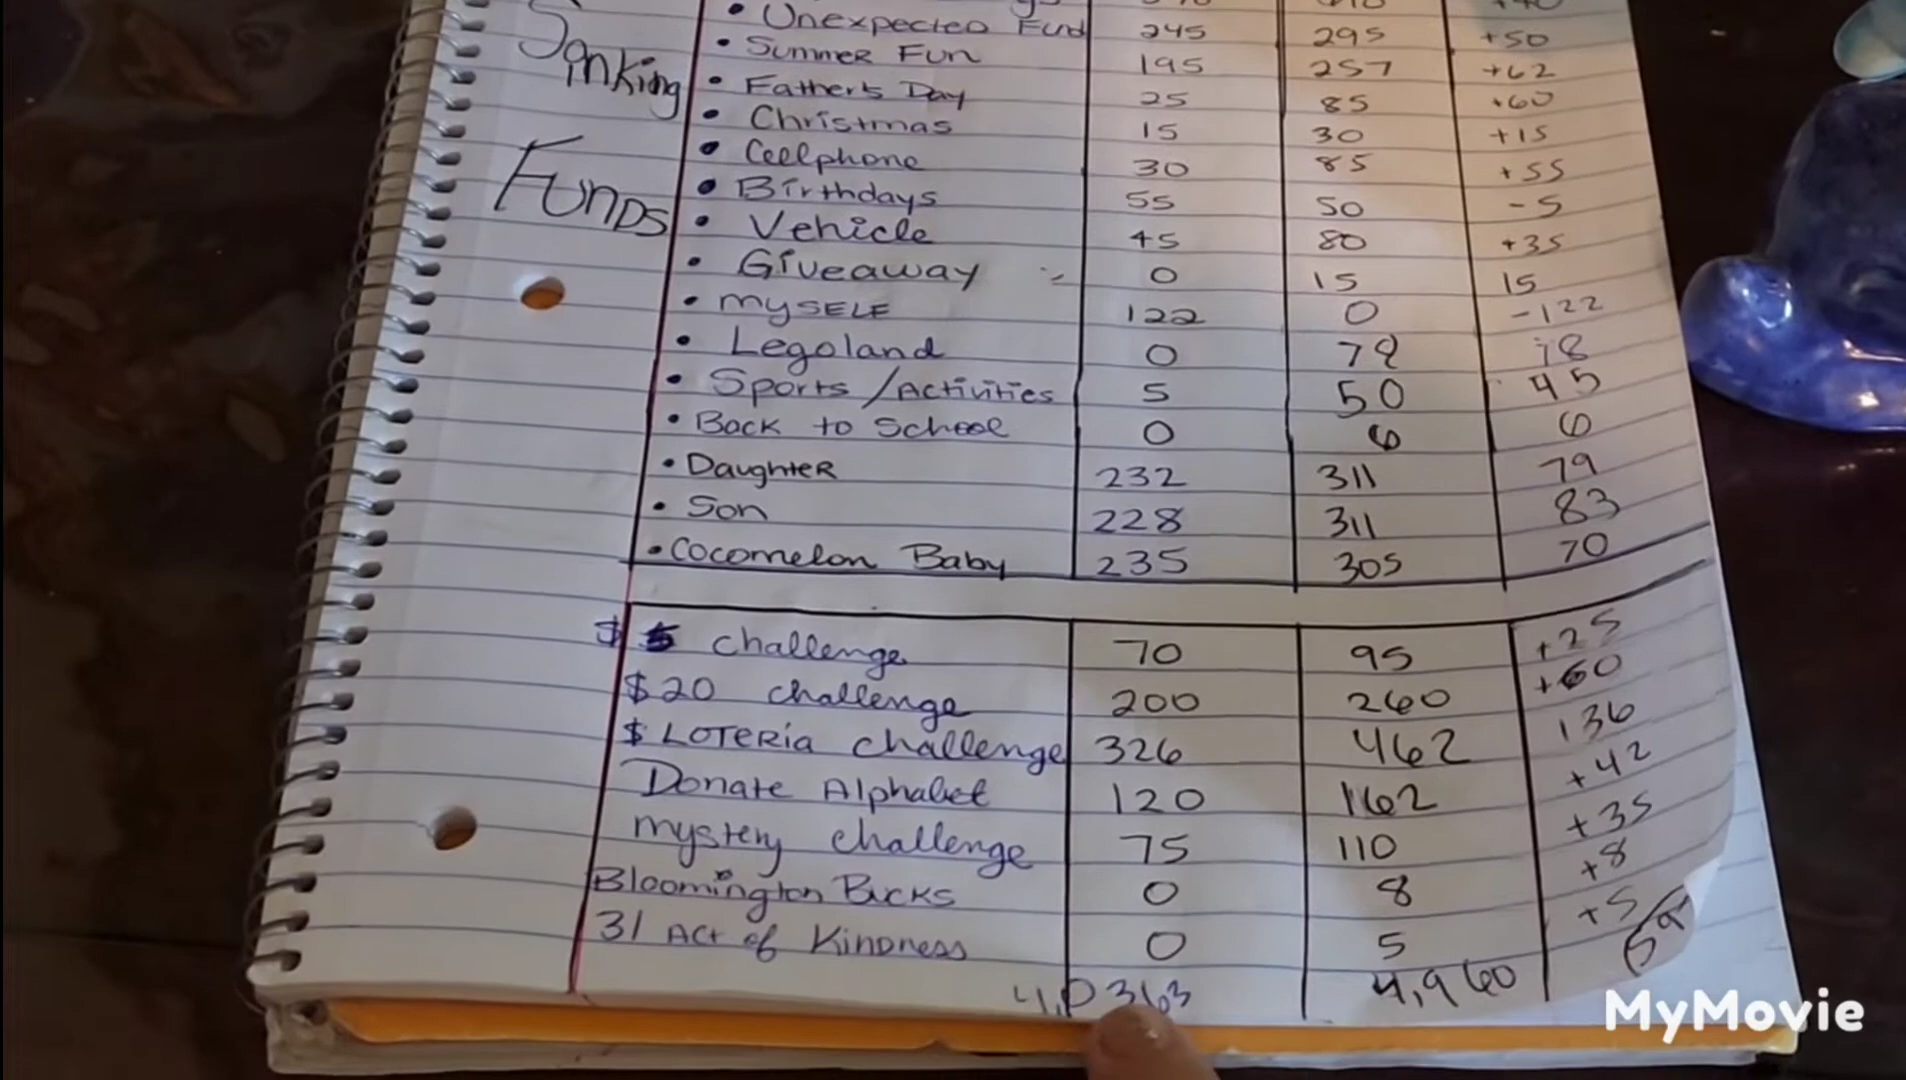 Sinking
Funds
• Unexpected Fund 245 295 +50
• Summer Fun 195 257 +62
• Father's Day 25 85 +60
• Christmas 15 30 +15
• Cellphone 30 85 +55
• Birthdays 55 50 -5
• Vehicle 45 80 +35
• Giveaway 0 15 15
• mySELF 122 0 -122
• Legoland 0 78 78
• Sports/Activities 5 50 45
• Back to School 0 6 6
• Daughter 232 311 79
• Son 228 311 83
• Cocomelon Baby 235 305 70
$ 5 challenge 70 95 +25
$20 challenge 200 260 +60
$ LOTERIA challenge 326 462 136
Donate Alphabet 120 162 +42
mystery challenge 75 110 +35
Bloomington Bucks 0 8 +8
31 Act of Kindness 0 5 +5
4,0363 4,960
MyMovie